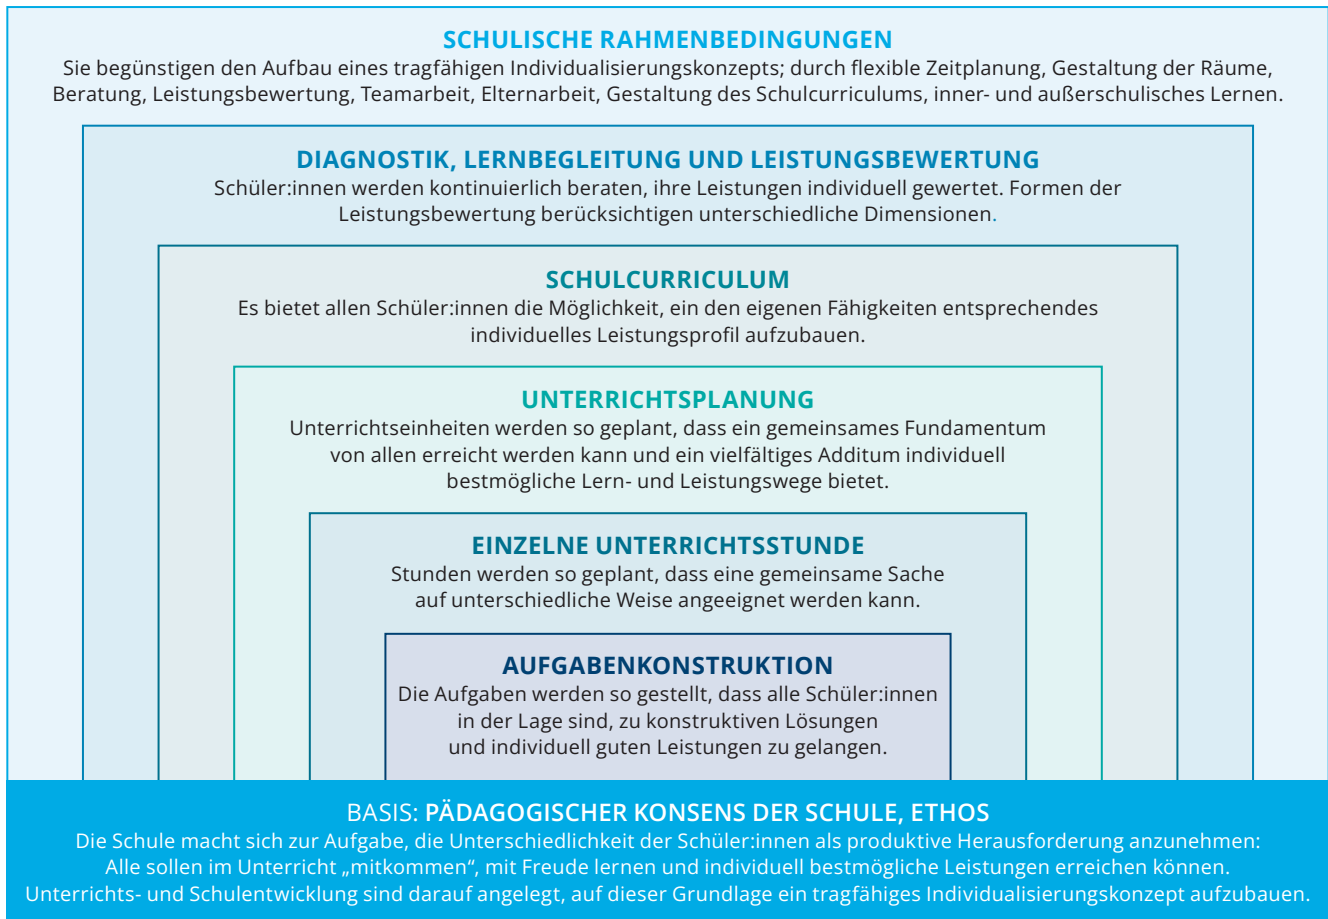 SCHULISCHE RAHMENBEDINGUNGEN
Sie begünstigen den Aufbau eines tragfähigen Individualisierungskonzepts; durch flexible Zeitplanung, Gestaltung der Räume,
Beratung, Leistungsbewertung, Teamarbeit, Elternarbeit, Gestaltung des Schulcurriculums, inner- und außerschulisches Lernen.
DIAGNOSTIK, LERNBEGLEITUNG UND LEISTUNGSBEWERTUNG
Schüler:innen werden kontinuierlich beraten, ihre Leistungen individuell gewertet. Formen der
Leistungsbewertung berücksichtigen unterschiedliche Dimensionen.
SCHULCURRICULUM
Es bietet allen Schüler:innen die Möglichkeit, ein den eigenen Fähigkeiten entsprechendes
individuelles Leistungsprofil aufzubauen.
UNTERRICHTSPLANUNG
Unterrichtseinheiten werden so geplant, dass ein gemeinsames Fundamentum
von allen erreicht werden kann und ein vielfältiges Additum individuell
bestmögliche Lern- und Leistungswege bietet.
EINZELNE UNTERRICHTSSTUNDE
Stunden werden so geplant, dass eine gemeinsame Sache
auf unterschiedliche Weise angeeignet werden kann.
AUFGABENKONSTRUKTION
Die Aufgaben werden so gestellt, dass alle Schüler:innen
in der Lage sind, zu konstruktiven Lösungen
und individuell guten Leistungen zu gelangen.
BASIS: PÄDAGOGISCHER KONSENS DER SCHULE, ETHOS
Die Schule macht sich zur Aufgabe, die Unterschiedlichkeit der Schüler:innen als produktive Herausforderung anzunehmen:
Alle sollen im Unterricht „mitkommen“, mit Freude lernen und individuell bestmögliche Leistungen erreichen können.
Unterrichts- und Schulentwicklung sind darauf angelegt, auf dieser Grundlage ein tragfähiges Individualisierungskonzept aufzubauen.